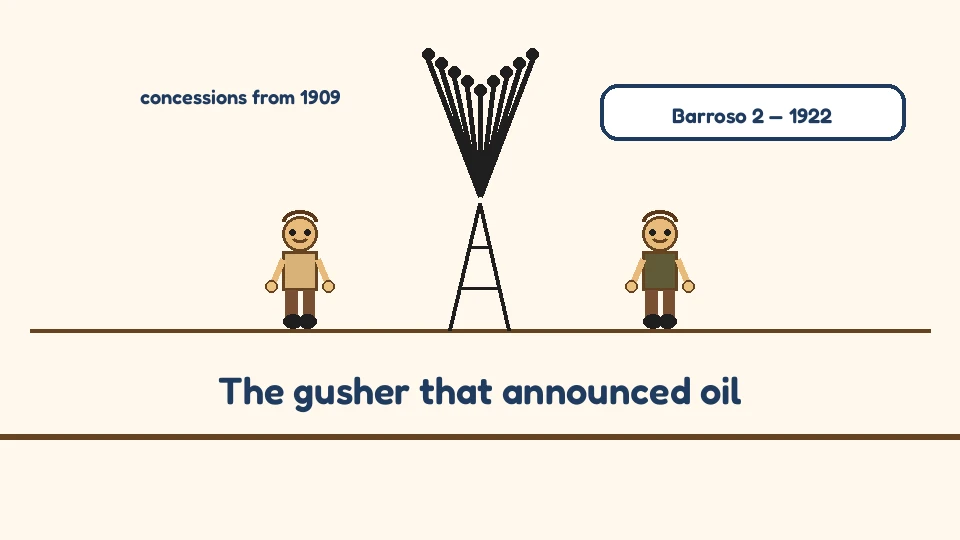 concessions from 1909
Barroso 2 – 1922
The gusher that announced oil